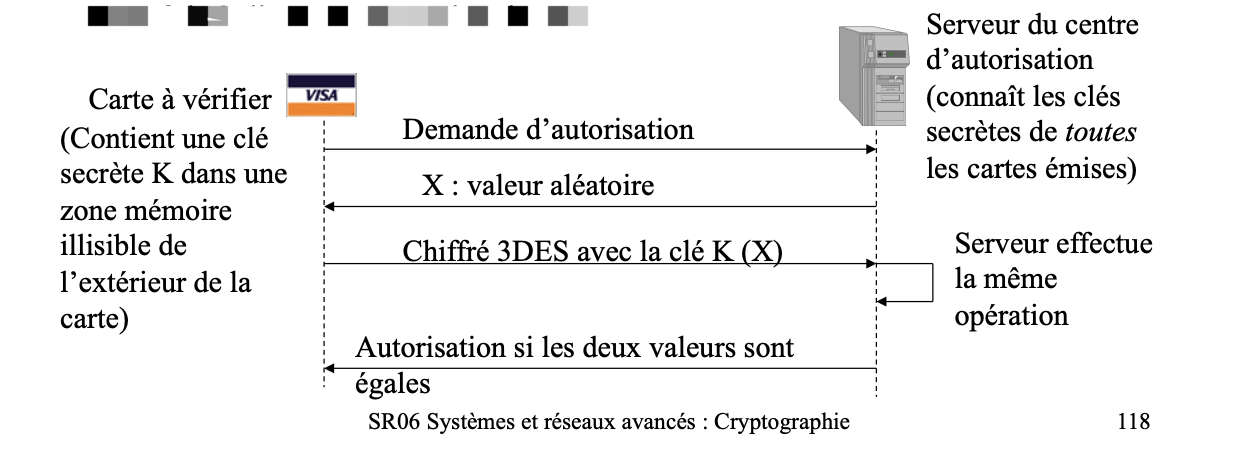 Serveur du centre
d’autorisation
(connaît les clés
secrètes de toutes
les cartes émises)
Carte à vérifier
(Contient une clé
secrète K dans une
zone mémoire
illisible de
l’extérieur de la
carte)
VISA
Demande d’autorisation
X : valeur aléatoire
Chiffré 3DES avec la clé K (X)
Serveur effectue
la même
opération
Autorisation si les deux valeurs sont
égales
SR06 Systèmes et réseaux avancés : Cryptographie
118